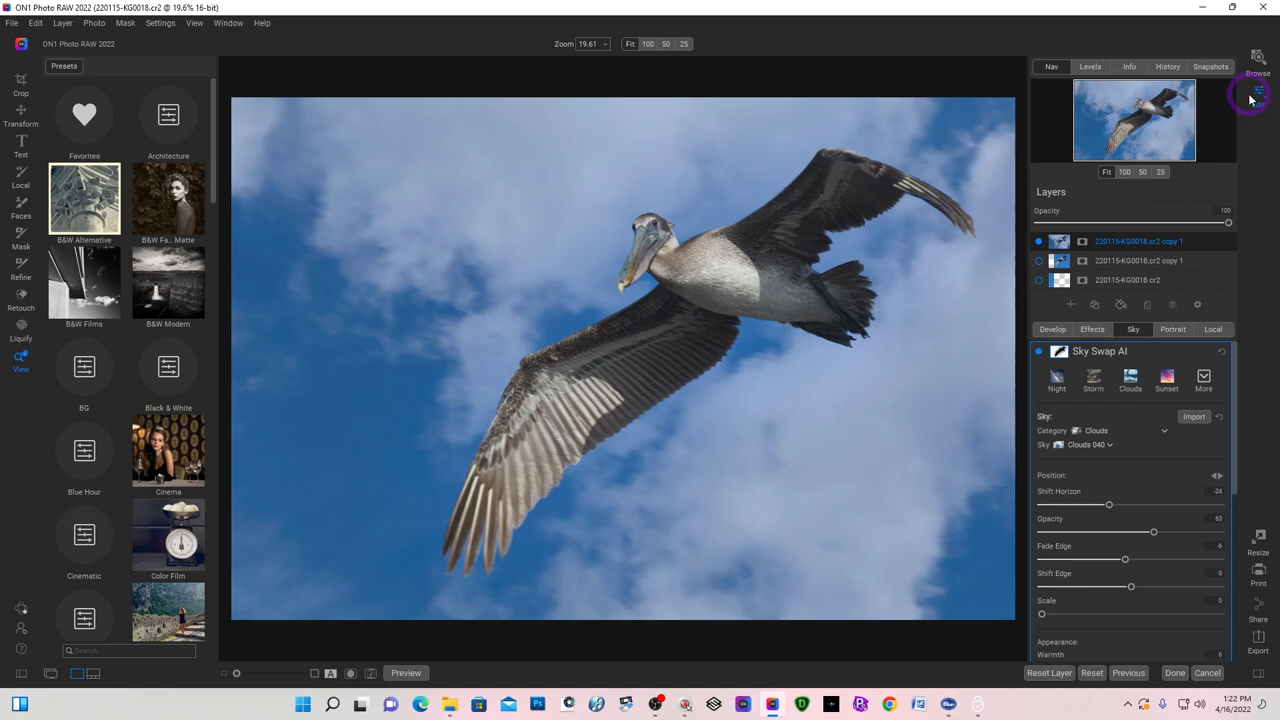 ON1 Photo RAW 2022 (220115-KG0018.cr2 @ 19.6% 16-bit)
File Edit Layer Photo Mask Settings View Window Help
ON1 Photo RAW 2022
Zoom 19.61 Fit 100 50 25
Presets
Nav Levels Info History Snapshots
Browse
Crop
Transform
Text
Local
Faces
Mask
Refine
Retouch
Liquify
View
Favorites Architecture
B&W Alternative B&W Fa... Matte
B&W Films B&W Modern
BG Black & White
Blue Hour Cinema
Cinematic Color Film
Search
Fit 100 50 25
Layers
Opacity 100
220115-KG0018.cr2 copy 1
220115-KG0018.cr2 copy 1
220115-KG0018.cr2
Develop Effects Sky Portrait Local
Sky Swap AI
Night Storm Clouds Sunset More
Sky: Import
Category Clouds
Sky Clouds 040
Position:
Shift Horizon -24
Opacity 63
Fade Edge -6
Shift Edge 0
Scale 0
Appearance:
Warmth 6
Resize
Print
Share
Export
A Preview
Reset Layer Reset Previous Done Cancel
1:22 PM
4/16/2022